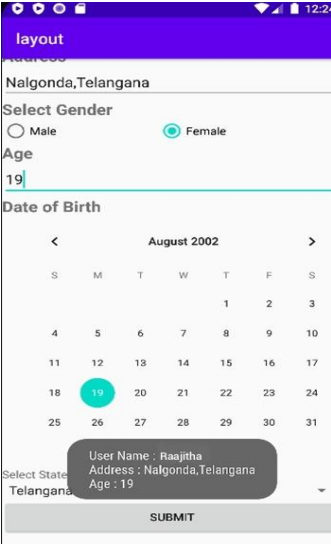 12:24
layout
Address
Nalgonda,Telangana
Select Gender
Male Female
Age
19
Date of Birth
< August 2002 >
S M T W T F S
1 2 3
4 5 6 7 8 9 10
11 12 13 14 15 16 17
18 19 20 21 22 23 24
25 26 27 28 29 30 31
User Name : Raajitha
Address : Nalgonda,Telangana
Age : 19
Select State
Telangana
SUBMIT